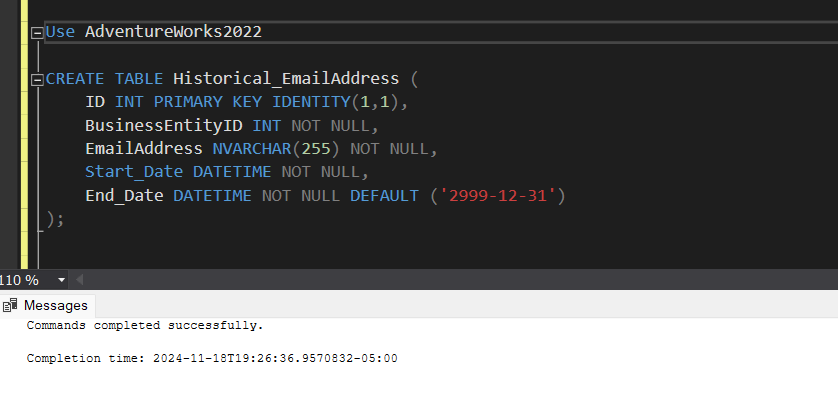 Use AdventureWorks2022
CREATE TABLE Historical_EmailAddress (
ID INT PRIMARY KEY IDENTITY(1,1),
BusinessEntityID INT NOT NULL,
EmailAddress NVARCHAR(255) NOT NULL,
Start_Date DATETIME NOT NULL,
End_Date DATETIME NOT NULL DEFAULT ('2999-12-31')
);
110 %
Messages
Commands completed successfully.
Completion time: 2024-11-18T19:26:36.9570832-05:00